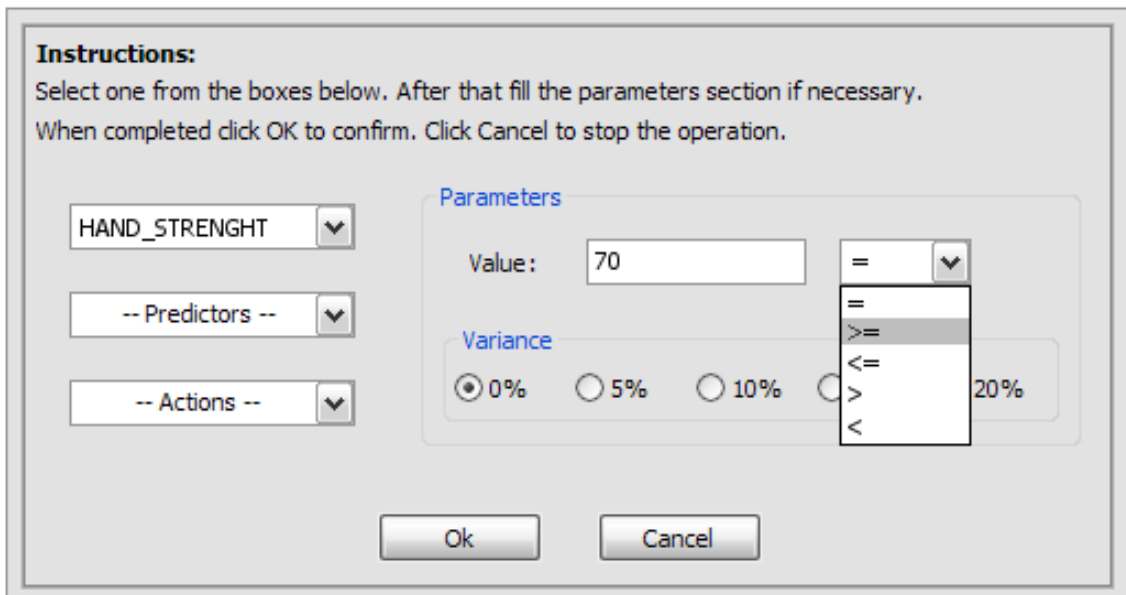 Instructions:
Select one from the boxes below. After that fill the parameters section if necessary.
When completed click OK to confirm. Click Cancel to stop the operation.
HAND_STRENGHT
-- Predictors --
-- Actions --
Parameters
Value: 70 =
=
>=
<=
>
<
Variance
0% 5% 10% 20%
Ok Cancel